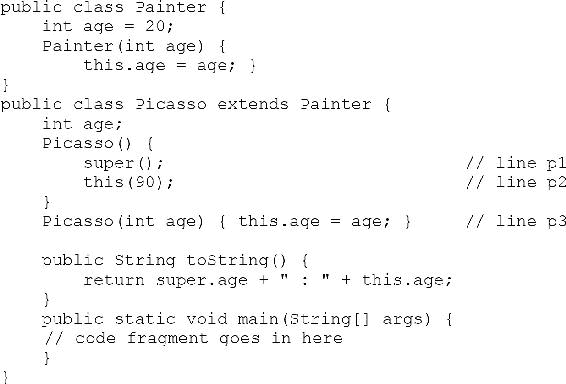 public class Painter {
    int age = 20;
    Painter(int age) {
        this.age = age; }
}
public class Picasso extends Painter {
    int age;
    Picasso() {
        super();                              // line p1
        this(90);                             // line p2
    }
    Picasso(int age) { this.age = age; }      // line p3

    public String toString() {
        return super.age + " : " + this.age;
    }
    public static void main(String[] args) {
    // code fragment goes in here
    }
}